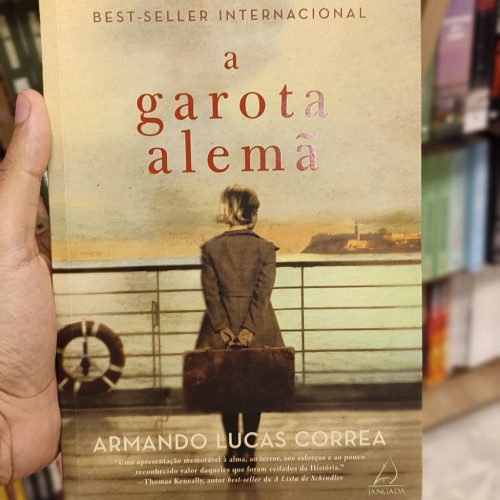 BEST-SELLER INTERNACIONAL
a
garota
alemã
ARMANDO LUCAS CORREA
"Uma apresentação memorável à alma, ao terror, aos esforços e ao pouco
reconhecido valor daqueles que foram ceifados da História."
—Thomas Keneally, autor best-seller de A Lista de Schindler
JANGADA